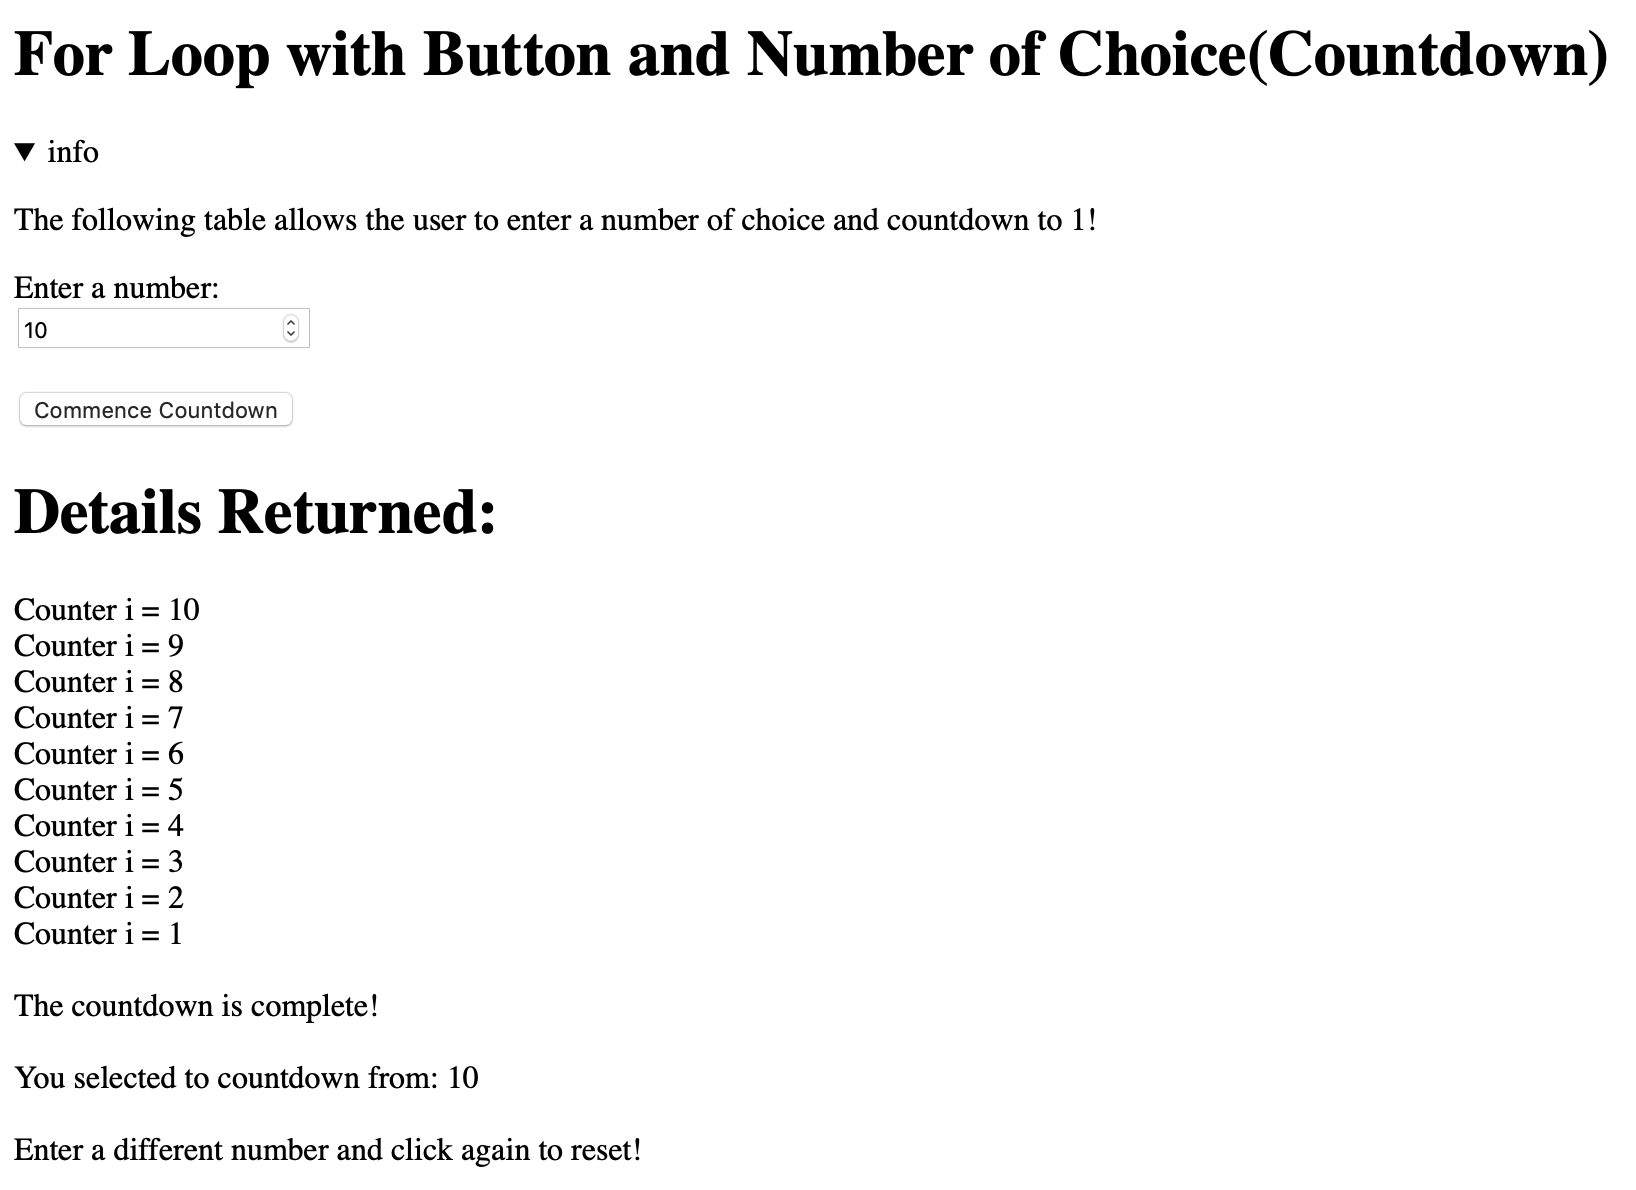 For Loop with Button and Number of Choice(Countdown)
▼ info
The following table allows the user to enter a number of choice and countdown to 1!
Enter a number:
10
Commence Countdown
Details Returned:
Counter i = 10
Counter i = 9
Counter i = 8
Counter i = 7
Counter i = 6
Counter i = 5
Counter i = 4
Counter i = 3
Counter i = 2
Counter i = 1
The countdown is complete!
You selected to countdown from: 10
Enter a different number and click again to reset!